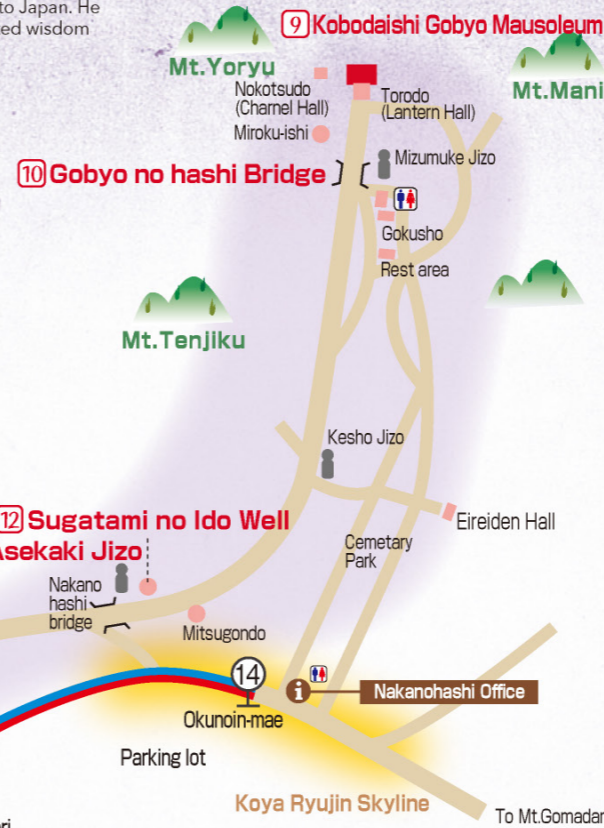 to Japan. He
ed wisdom
9 Kobodaishi Gobyo Mausoleum
Mt.Yoryu
Mt.Mani
Nokotsudo
(Charnel Hall)
Torodo
(Lantern Hall)
Miroku-ishi
Mizumuke Jizo
10 Gobyo no hashi Bridge
Gokusho
Rest area
Mt.Tenjiku
Kesho Jizo
12 Sugatami no Ido Well
Asekaki Jizo
Eireiden Hall
Cemetary
Park
Nakano
hashi
bridge
Mitsugondo
14
i
Nakanohashi Office
Okunoin-mae
Parking lot
Koya Ryujin Skyline
To Mt.Gomadan